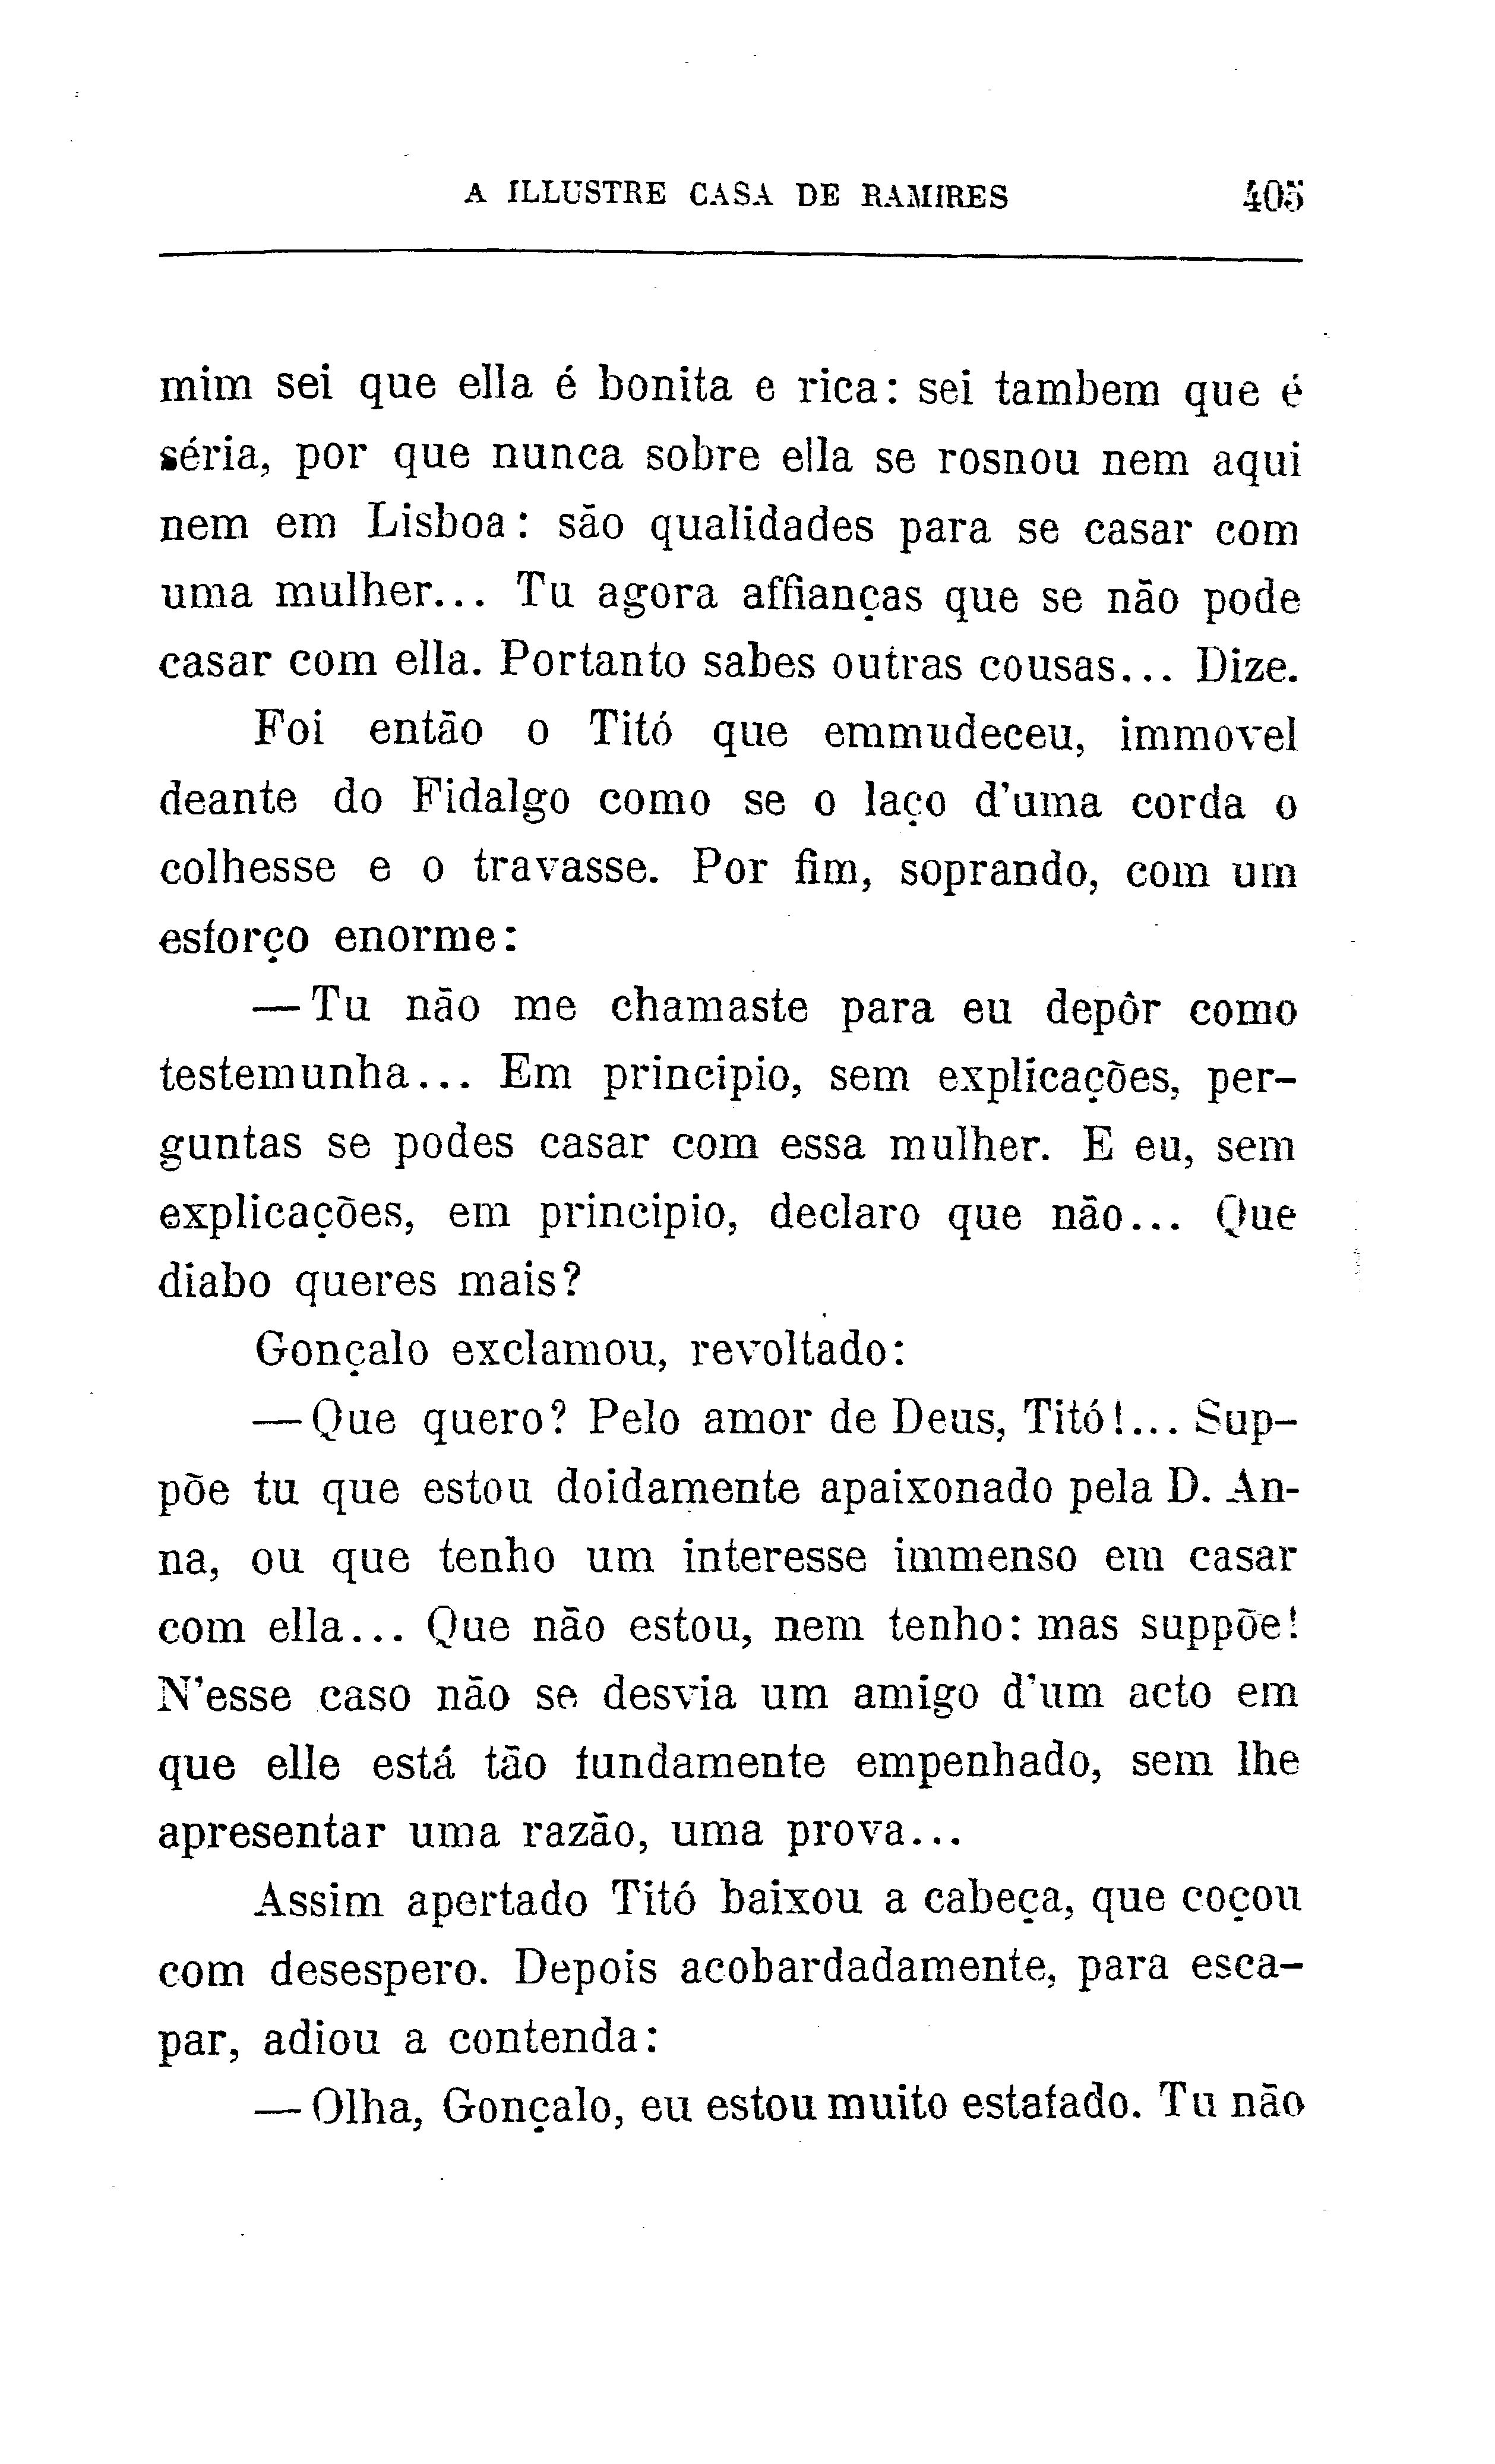 A ILLUSTRE CASA DE RAMIRES 405
mim sei que ella é bonita e rica: sei tambem que é
séria, por que nunca sobre ella se rosnou nem aqui
nem em Lisboa: são qualidades para se casar com
uma mulher... Tu agora affianças que se não pode
casar com ella. Portanto sabes outras cousas... Dize.
Foi então o Titó que emmudeceu, immovel
deante do Fidalgo como se o laço d'uma corda o
colhesse e o travasse. Por fim, soprando, com um
esforço enorme:
—Tu não me chamaste para eu depôr como
testemunha... Em principio, sem explicações, per-
guntas se podes casar com essa mulher. E eu, sem
explicações, em principio, declaro que não... Que
diabo queres mais?
Gonçalo exclamou, revoltado:
—Que quero? Pelo amor de Deus, Titó!... Sup-
põe tu que estou doidamente apaixonado pela D. An-
na, ou que tenho um interesse immenso em casar
com ella... Que não estou, nem tenho: mas suppõe!
N'esse caso não se desvia um amigo d'um acto em
que elle está tão fundamente empenhado, sem lhe
apresentar uma razão, uma prova...
Assim apertado Titó baixou a cabeça, que coçou
com desespero. Depois acobardadamente, para esca-
par, adiou a contenda:
—Olha, Gonçalo, eu estou muito estafado. Tu não